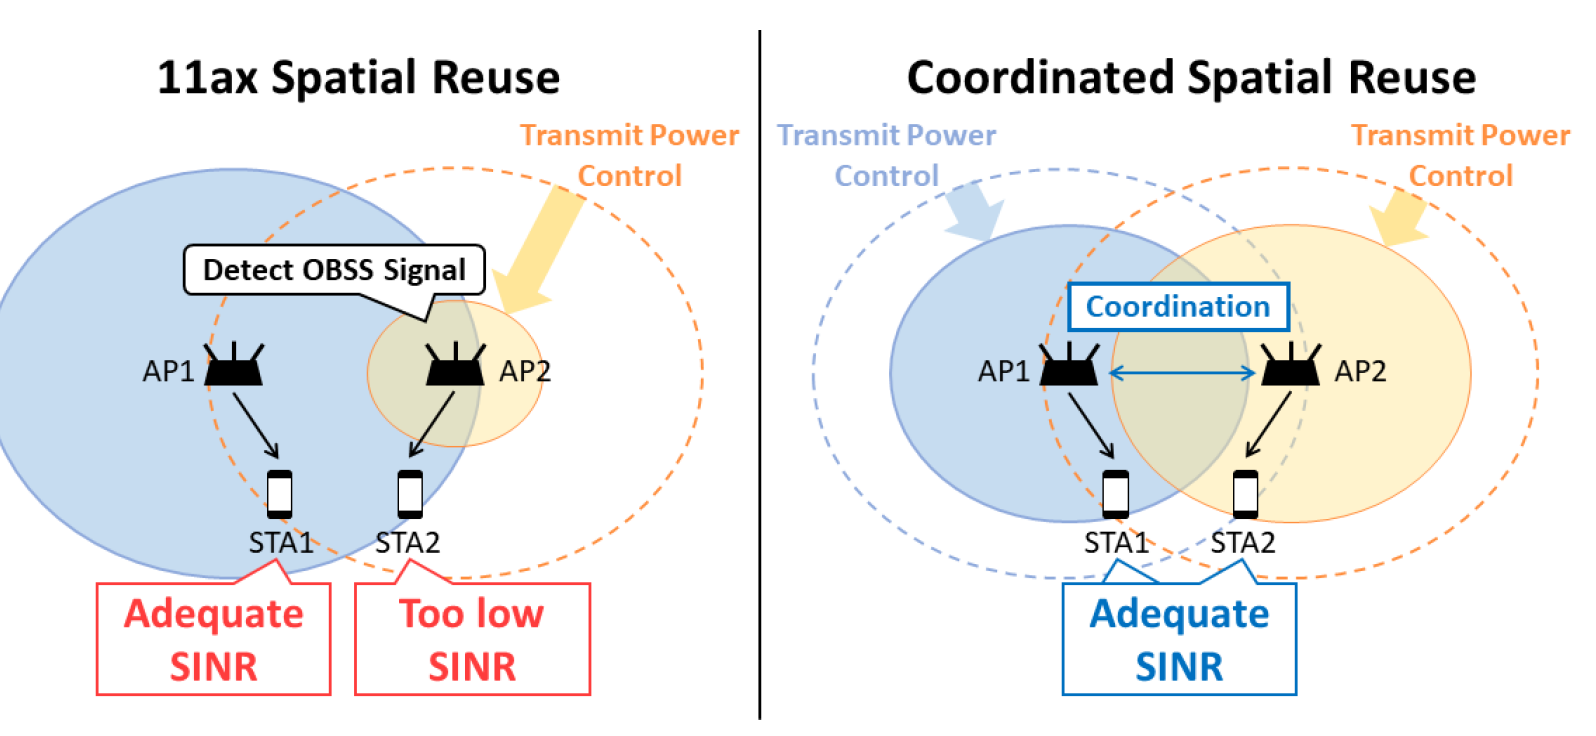 11ax Spatial Reuse
Transmit Power
Control
Detect OBSS Signal
AP1
AP2
STA1
STA2
Adequate
SINR
Too low
SINR
Coordinated Spatial Reuse
Transmit Power
Control
Transmit Power
Control
Coordination
AP1
AP2
STA1
STA2
Adequate
SINR